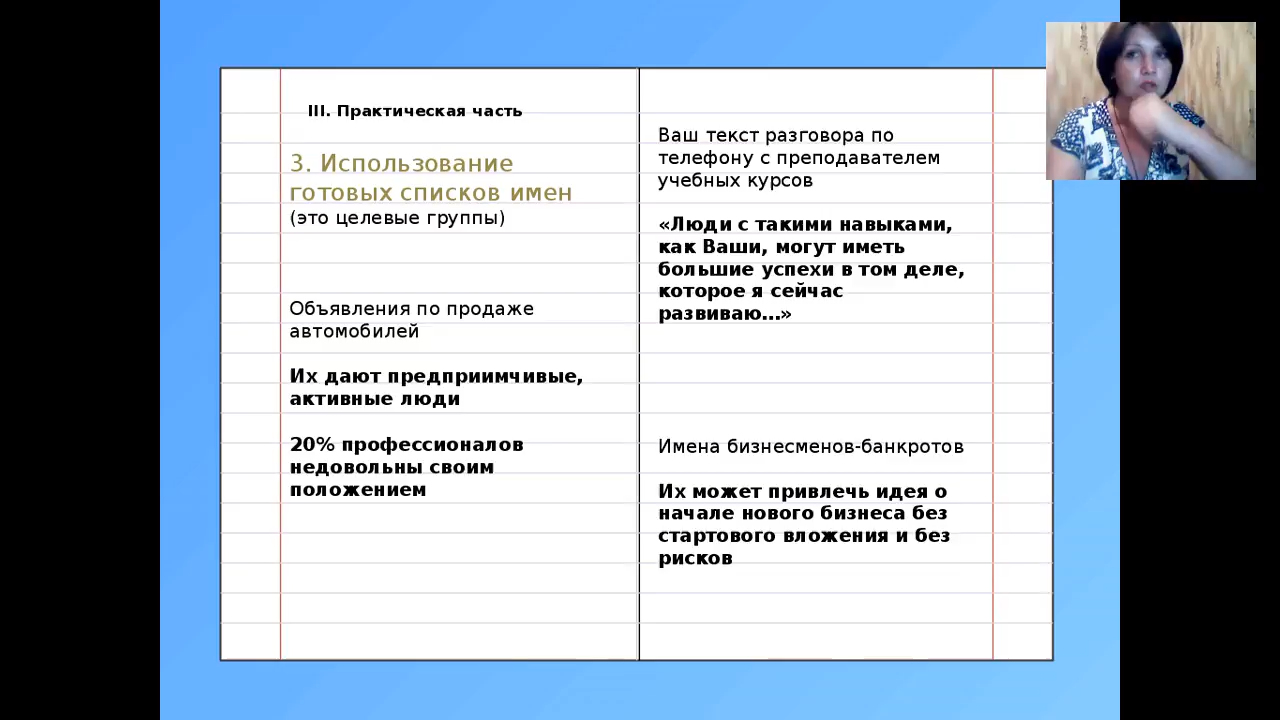 III. Практическая часть
3. Использование
готовых списков имен
(это целевые группы)
Объявления по продаже
автомобилей
Их дают предприимчивые,
активные люди
20% профессионалов
недовольны своим
положением
Ваш текст разговора по
телефону с преподавателем
учебных курсов
«Люди с такими навыками,
как Ваши, могут иметь
большие успехи в том деле,
которое я сейчас
развиваю…»
Имена бизнесменов-банкротов
Их может привлечь идея о
начале нового бизнеса без
стартового вложения и без
рисков